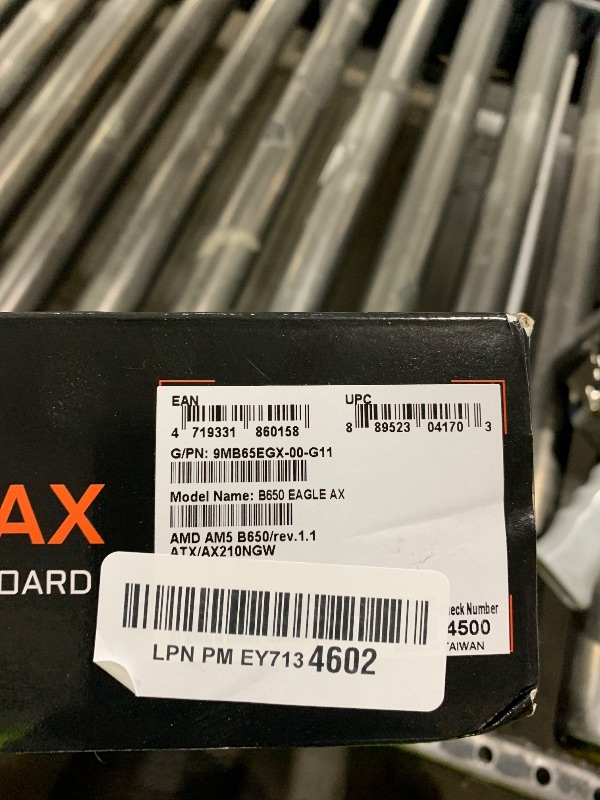 EAN
UPC
4 719331 860158
8 89523 04170 3
G/PN: 9MB65EGX-00-G11
Model Name: B650 EAGLE AX
AMD AM5 B650/rev.1.1
ATX/AX210NGW
AX
OARD
eck Number
4500
AIWAN
LPN PM EY713 4602